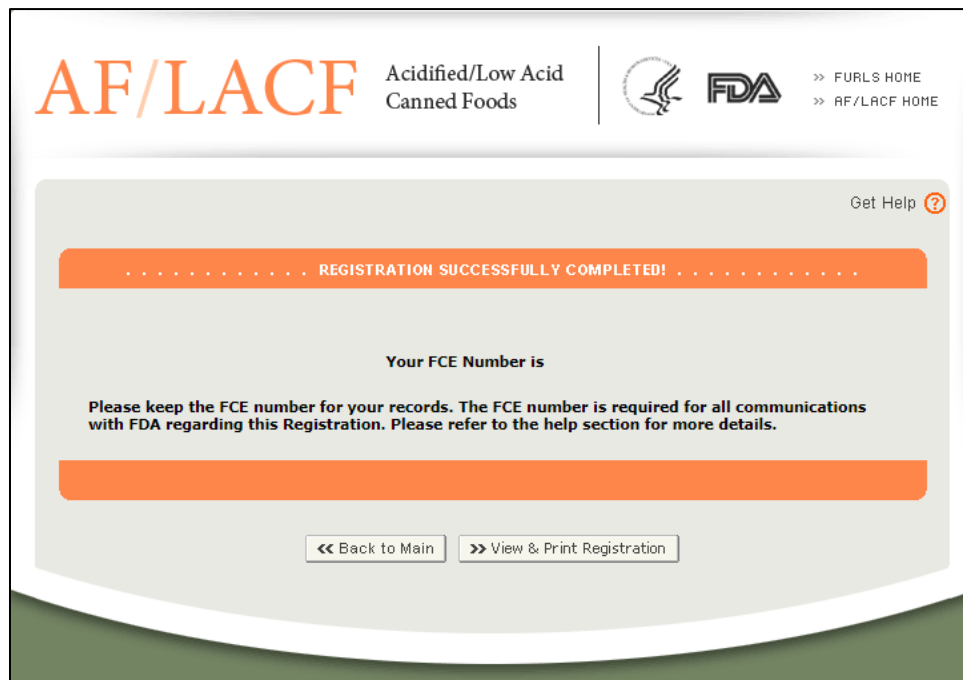 AF/LACF
Acidified/Low Acid
Canned Foods
FDA
>> FURLS HOME
>> AF/LACF HOME
Get Help ?
. . . . . . . . . . . . REGISTRATION SUCCESSFULLY COMPLETED! . . . . . . . . . . . .
Your FCE Number is
Please keep the FCE number for your records. The FCE number is required for all communications
with FDA regarding this Registration. Please refer to the help section for more details.
<< Back to Main
>> View & Print Registration